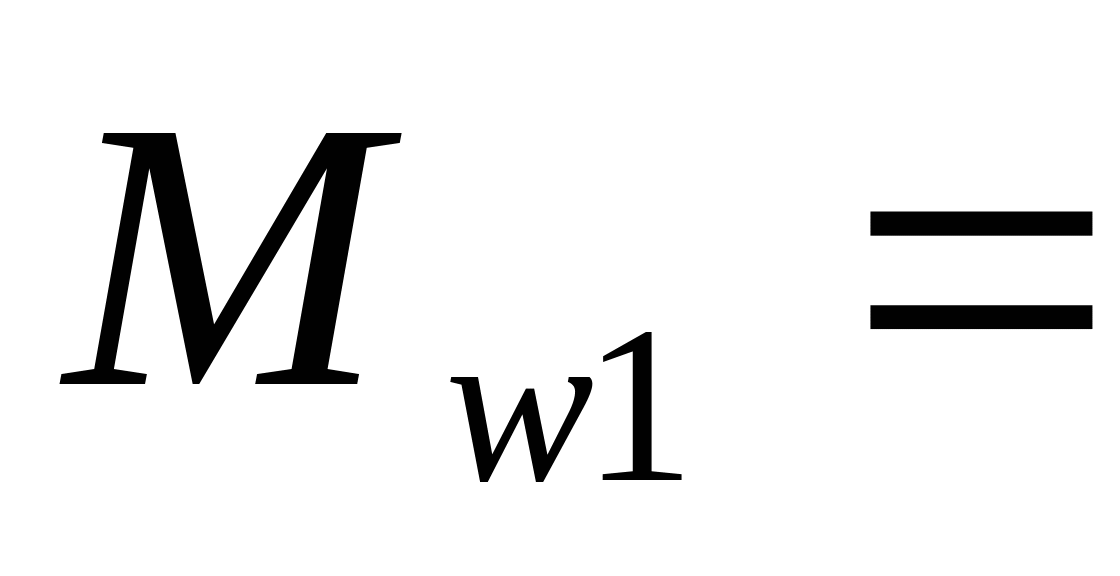 M_{w1} =